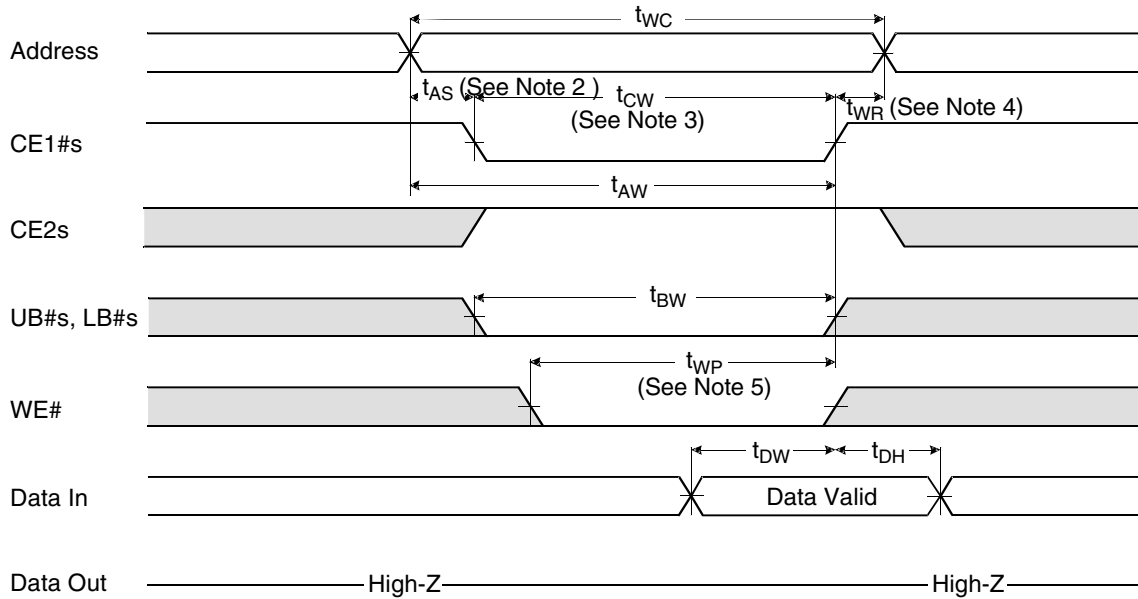 tWC
Address
tAS (See Note 2 )
tCW
(See Note 3)
tWR (See Note 4)
CE1#s
tAW
CE2s
tBW
UB#s, LB#s
tWP
(See Note 5)
WE#
tDW
tDH
Data In
Data Valid
Data Out
High-Z
High-Z